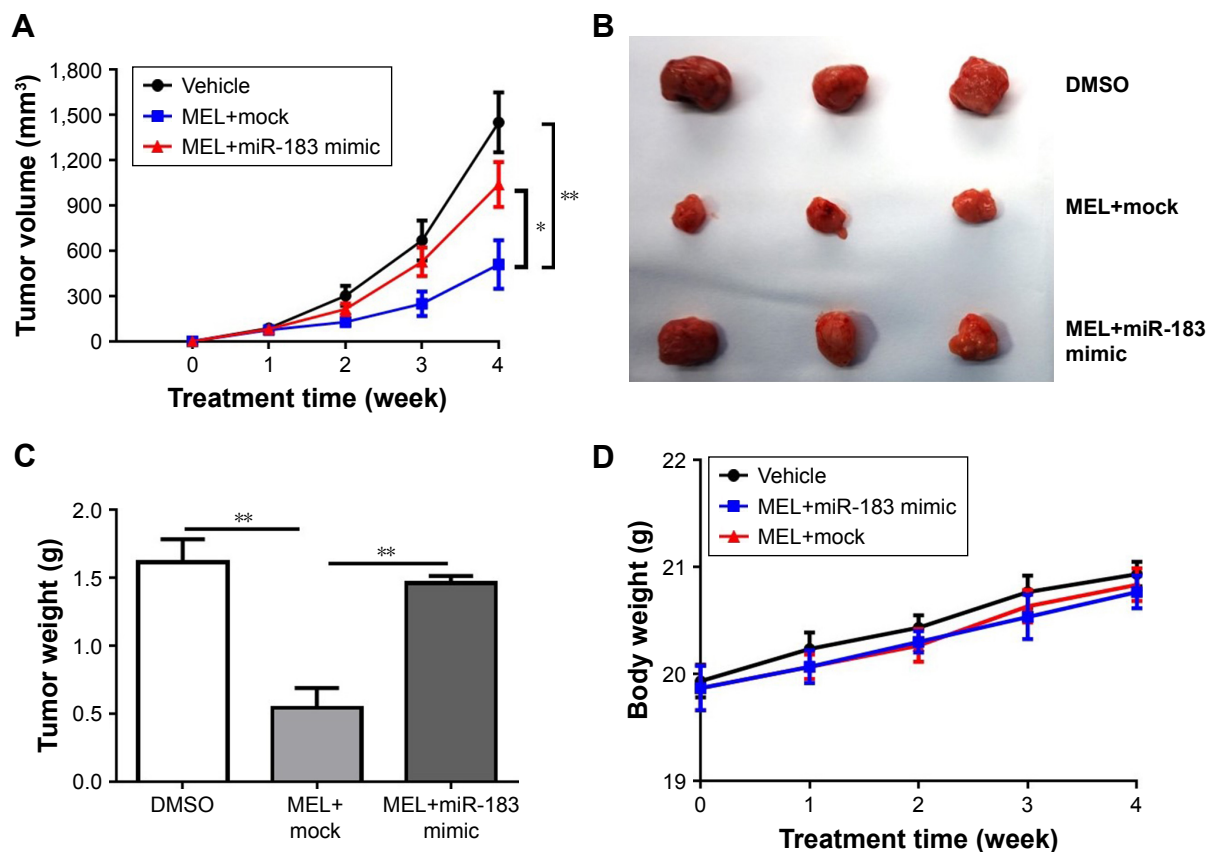 A
Tumor volume (mm³)
1,800
1,500
1,200
900
600
300
0
Vehicle
MEL+mock
MEL+miR-183 mimic
*
**
0 1 2 3 4
Treatment time (week)
B
DMSO
MEL+mock
MEL+miR-183
mimic
C
Tumor weight (g)
2.0
1.5
1.0
0.5
0.0
**
**
DMSO
MEL+
mock
MEL+miR-183
mimic
D
Body weight (g)
22
21
20
19
Vehicle
MEL+miR-183 mimic
MEL+mock
0 1 2 3 4
Treatment time (week)